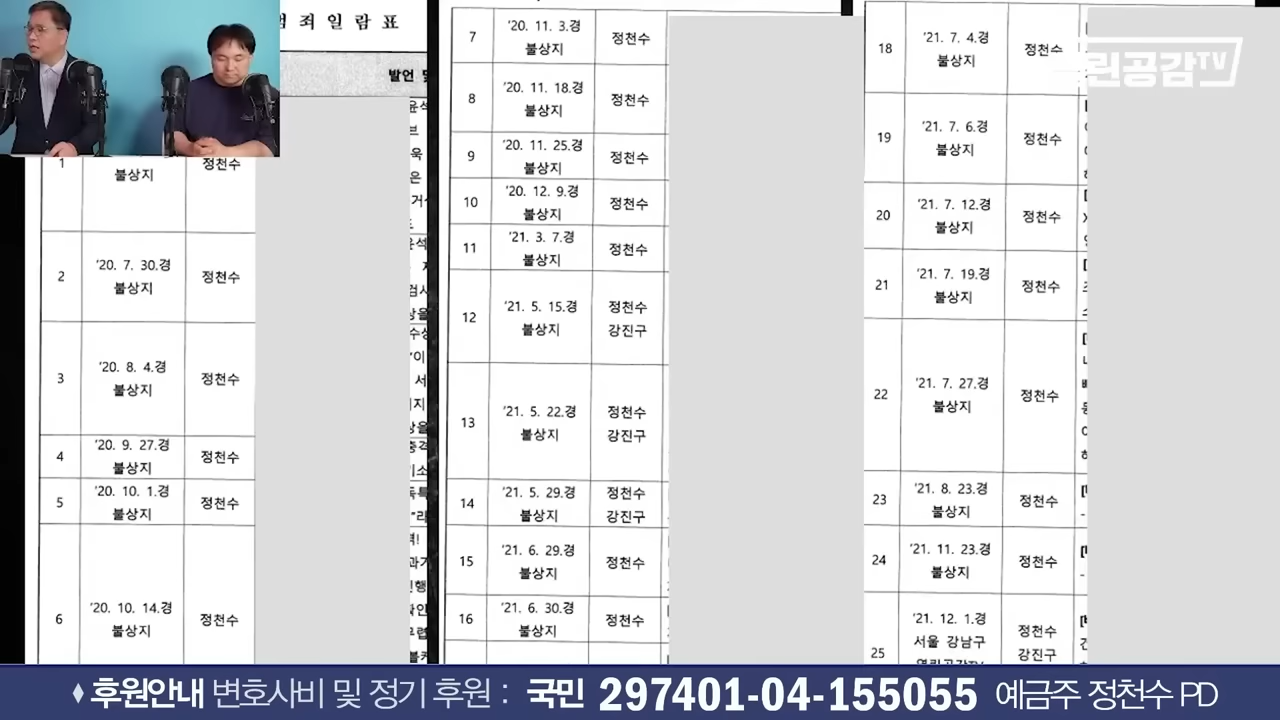 범 죄 일 람 표
발언 및
1
불상지
정천수
2
'20. 7. 30.경
불상지
정천수
3
'20. 8. 4.경
불상지
정천수
4
'20. 9. 27.경
불상지
정천수
5
'20. 10. 1.경
불상지
정천수
6
'20. 10. 14.경
불상지
정천수
7
'20. 11. 3.경
불상지
정천수
8
'20. 11. 18.경
불상지
정천수
9
'20. 11. 25.경
불상지
정천수
10
'20. 12. 9.경
불상지
정천수
11
'21. 3. 7.경
불상지
정천수
12
'21. 5. 15.경
불상지
정천수
강진구
13
'21. 5. 22.경
불상지
정천수
강진구
14
'21. 5. 29.경
불상지
정천수
강진구
15
'21. 6. 29.경
불상지
정천수
16
'21. 6. 30.경
불상지
정천수
18
'21. 7. 4.경
불상지
정천수
19
'21. 7. 6.경
불상지
정천수
20
'21. 7. 12.경
불상지
정천수
21
'21. 7. 19.경
불상지
정천수
22
'21. 7. 27.경
불상지
정천수
23
'21. 8. 23.경
불상지
정천수
24
'21. 11. 23.경
불상지
정천수
25
'21. 12. 1.경
서울 강남구
정천수
강진구
린공감TV
♦ 후원안내 변호사비 및 정기 후원 : 국민 297401-04-155055 예금주 정천수 PD